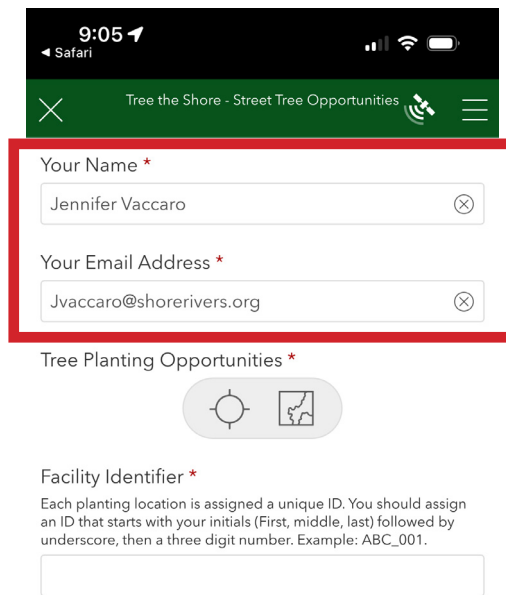 9:05
◄ Safari
Tree the Shore - Street Tree Opportunities
Your Name *
Jennifer Vaccaro
Your Email Address *
Jvaccaro@shorerivers.org
Tree Planting Opportunities *
Facility Identifier *
Each planting location is assigned a unique ID. You should assign
an ID that starts with your initials (First, middle, last) followed by
underscore, then a three digit number. Example: ABC_001.